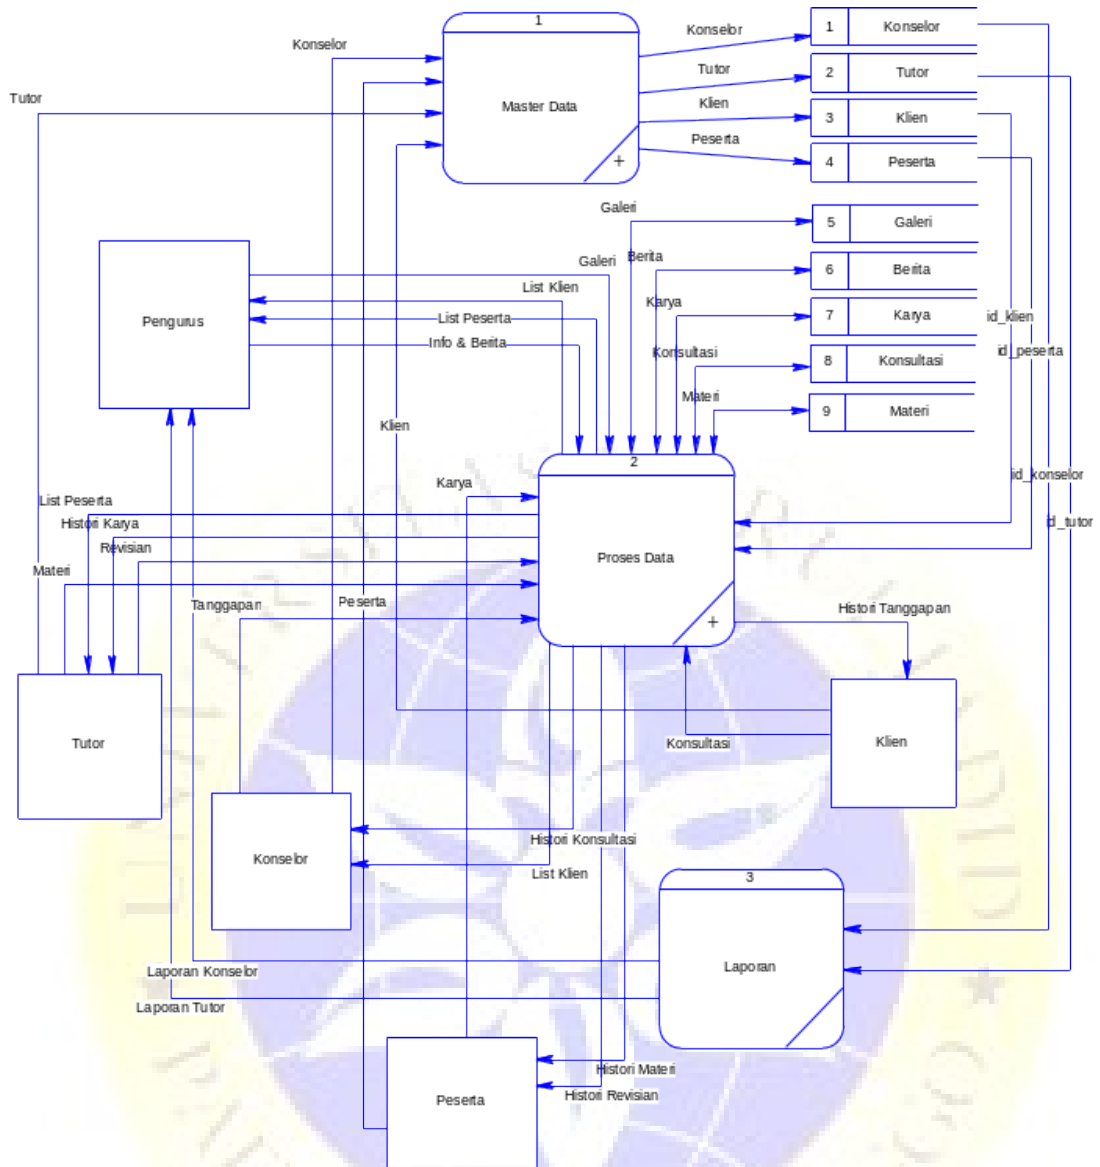 1
Konselor
1
Konselor
Konselor
Tutor
2
Tutor
Tutor
Master Data
Klien
3
Klien
Peserta
4
Peserta
+
Galeri
5
Galeri
Galeri
Berita
6
Berita
List Klien
Karya
7
Karya
id_klien
Pengurus
List Peserta
Info & Berita
Konsultasi
8
Konsultasi
id_peserta
Materi
9
Materi
Klien
2
Karya
id_konselor
List Peserta
Histori Karya
id_tutor
Revisian
Proses Data
Materi
Tanggapan
Peserta
Histori Tanggapan
+
Tutor
Konsultasi
Klien
Histori Konsultasi
Konselor
List Klien
3
Laporan Konselor
Laporan
Laporan Tutor
Histori Materi
Histori Revisian
Peserta